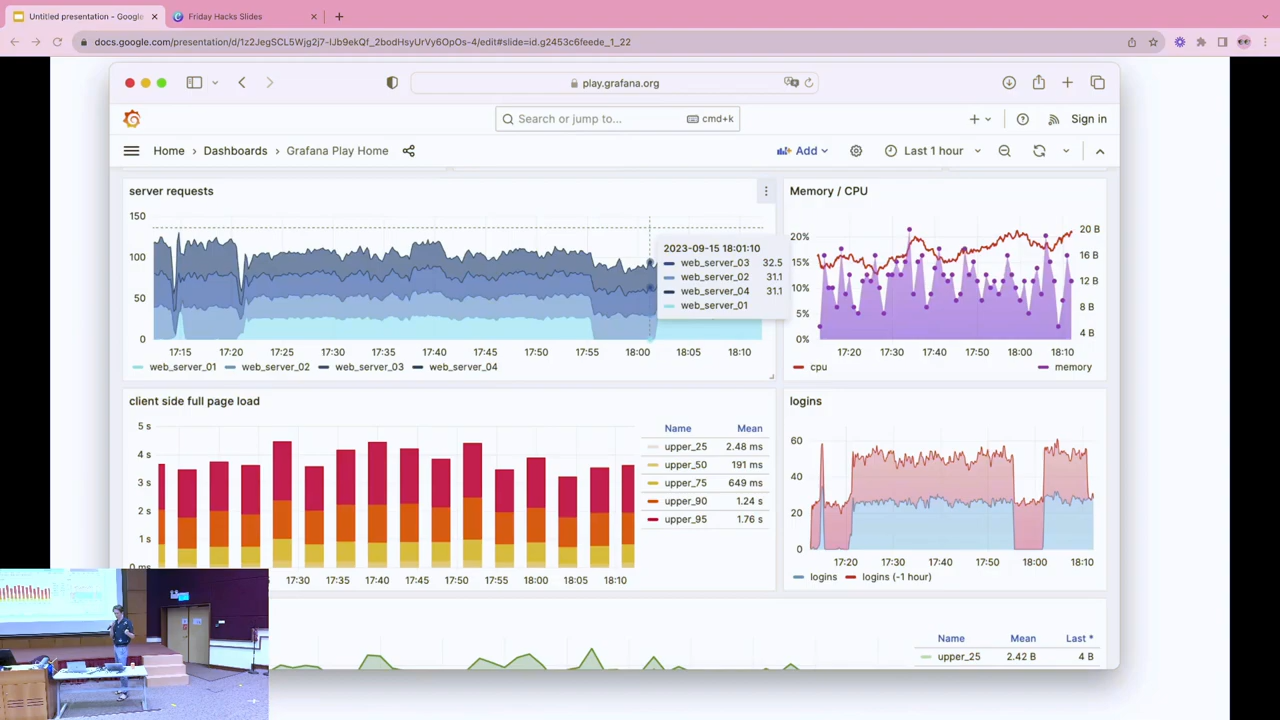 Untitled presentation - Google
Friday Hacks Slides
docs.google.com/presentation/d/1z2JegSCL5Wjg2j7-IJb9ekQf_2bodHsyUrVy6OpOs-4/edit#slide=id.g2453c6feede_1_22
play.grafana.org
Search or jump to... cmd+k
Sign in
Home › Dashboards › Grafana Play Home
Add
Last 1 hour
server requests
150
100
50
0
17:15 17:20 17:25 17:30 17:35 17:40 17:45 17:50 17:55 18:00 18:05 18:10
web_server_01 web_server_02 web_server_03 web_server_04
2023-09-15 18:01:10
web_server_03 32.5
web_server_02 31.1
web_server_04 31.1
web_server_01
Memory / CPU
20% 20 B
15% 16 B
10% 12 B
5% 8 B
0% 4 B
17:20 17:30 17:40 17:50 18:00 18:10
cpu memory
client side full page load
5 s
4 s
3 s
2 s
1 s
0 ms
17:30 17:35 17:40 17:45 17:50 17:55 18:00 18:05 18:10
Name Mean
upper_25 2.48 ms
upper_50 191 ms
upper_75 649 ms
upper_90 1.24 s
upper_95 1.76 s
logins
60
40
20
0
17:20 17:30 17:40 17:50 18:00 18:10
logins logins (-1 hour)
Name Mean Last *
upper_25 2.42 B 4 B